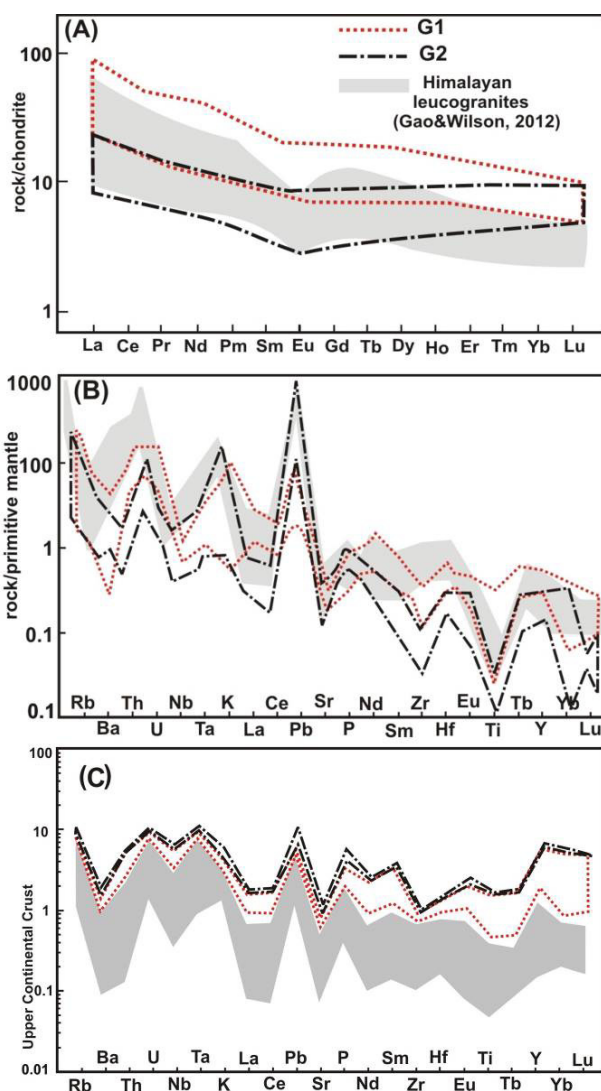 (A)
G1
G2
Himalayan
leucogranites
(Gao&Wilson, 2012)
rock/chondrite
100
10
1
La Ce Pr Nd Pm Sm Eu Gd Tb Dy Ho Er Tm Yb Lu
(B)
rock/primitive mantle
1000
100
1
0.1
0.1
Rb Th Nb K Ce Sr Nd Zr Eu Tb Yb
Ba U Ta La Pb P Sm Hf Ti Y Lu
(C)
Upper Continental Crust
100
10
1
0.1
0.01
Ba U Ta La Pb P Sm Hf Ti Y Lu
Rb Th Nb K Ce Sr Nd Zr Eu Tb Yb